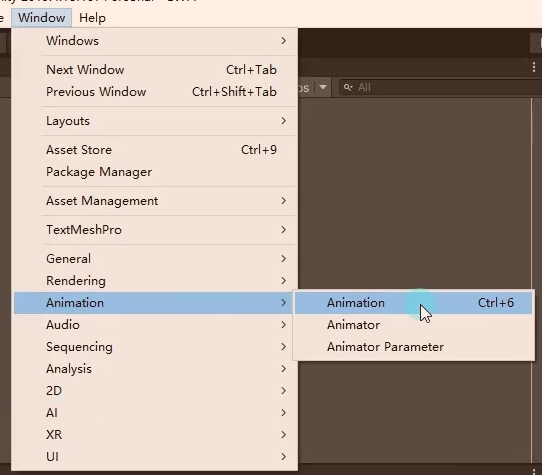 Window Help
Windows
Next Window Ctrl+Tab
Previous Window Ctrl+Shift+Tab
Layouts
Asset Store Ctrl+9
Package Manager
Asset Management
TextMeshPro
General
Rendering
Animation
Audio
Sequencing
Analysis
2D
AI
XR
UI
Animation Ctrl+6
Animator
Animator Parameter
All